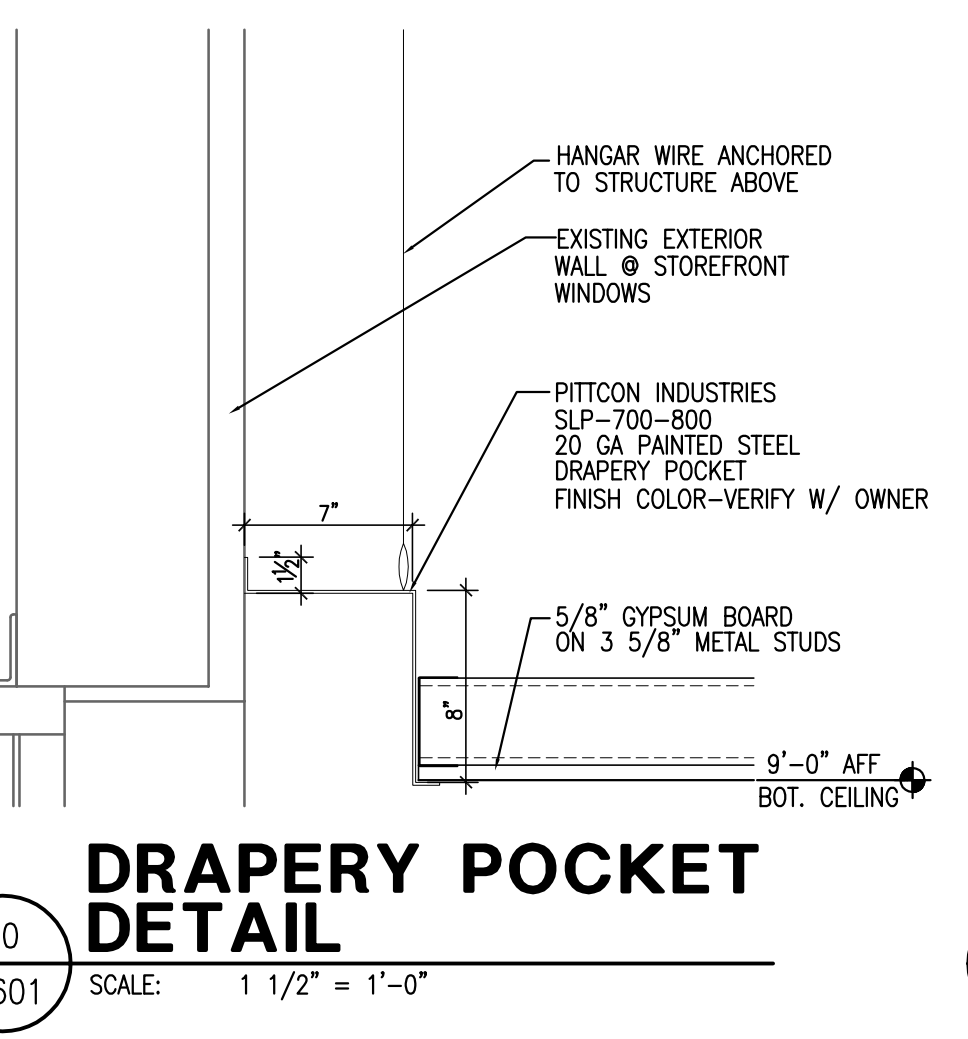 HANGAR WIRE ANCHORED
TO STRUCTURE ABOVE
EXISTING EXTERIOR
WALL @ STOREFRONT
WINDOWS
PITTCON INDUSTRIES
SLP-700-800
20 GA PAINTED STEEL
DRAPERY POCKET
FINISH COLOR-VERIFY W/ OWNER
7"
1½"
5/8" GYPSUM BOARD
ON 3 5/8" METAL STUDS
8"
9'-0" AFF
BOT. CEILING
DRAPERY POCKET
DETAIL
0
601
SCALE: 1 1/2" = 1'-0"